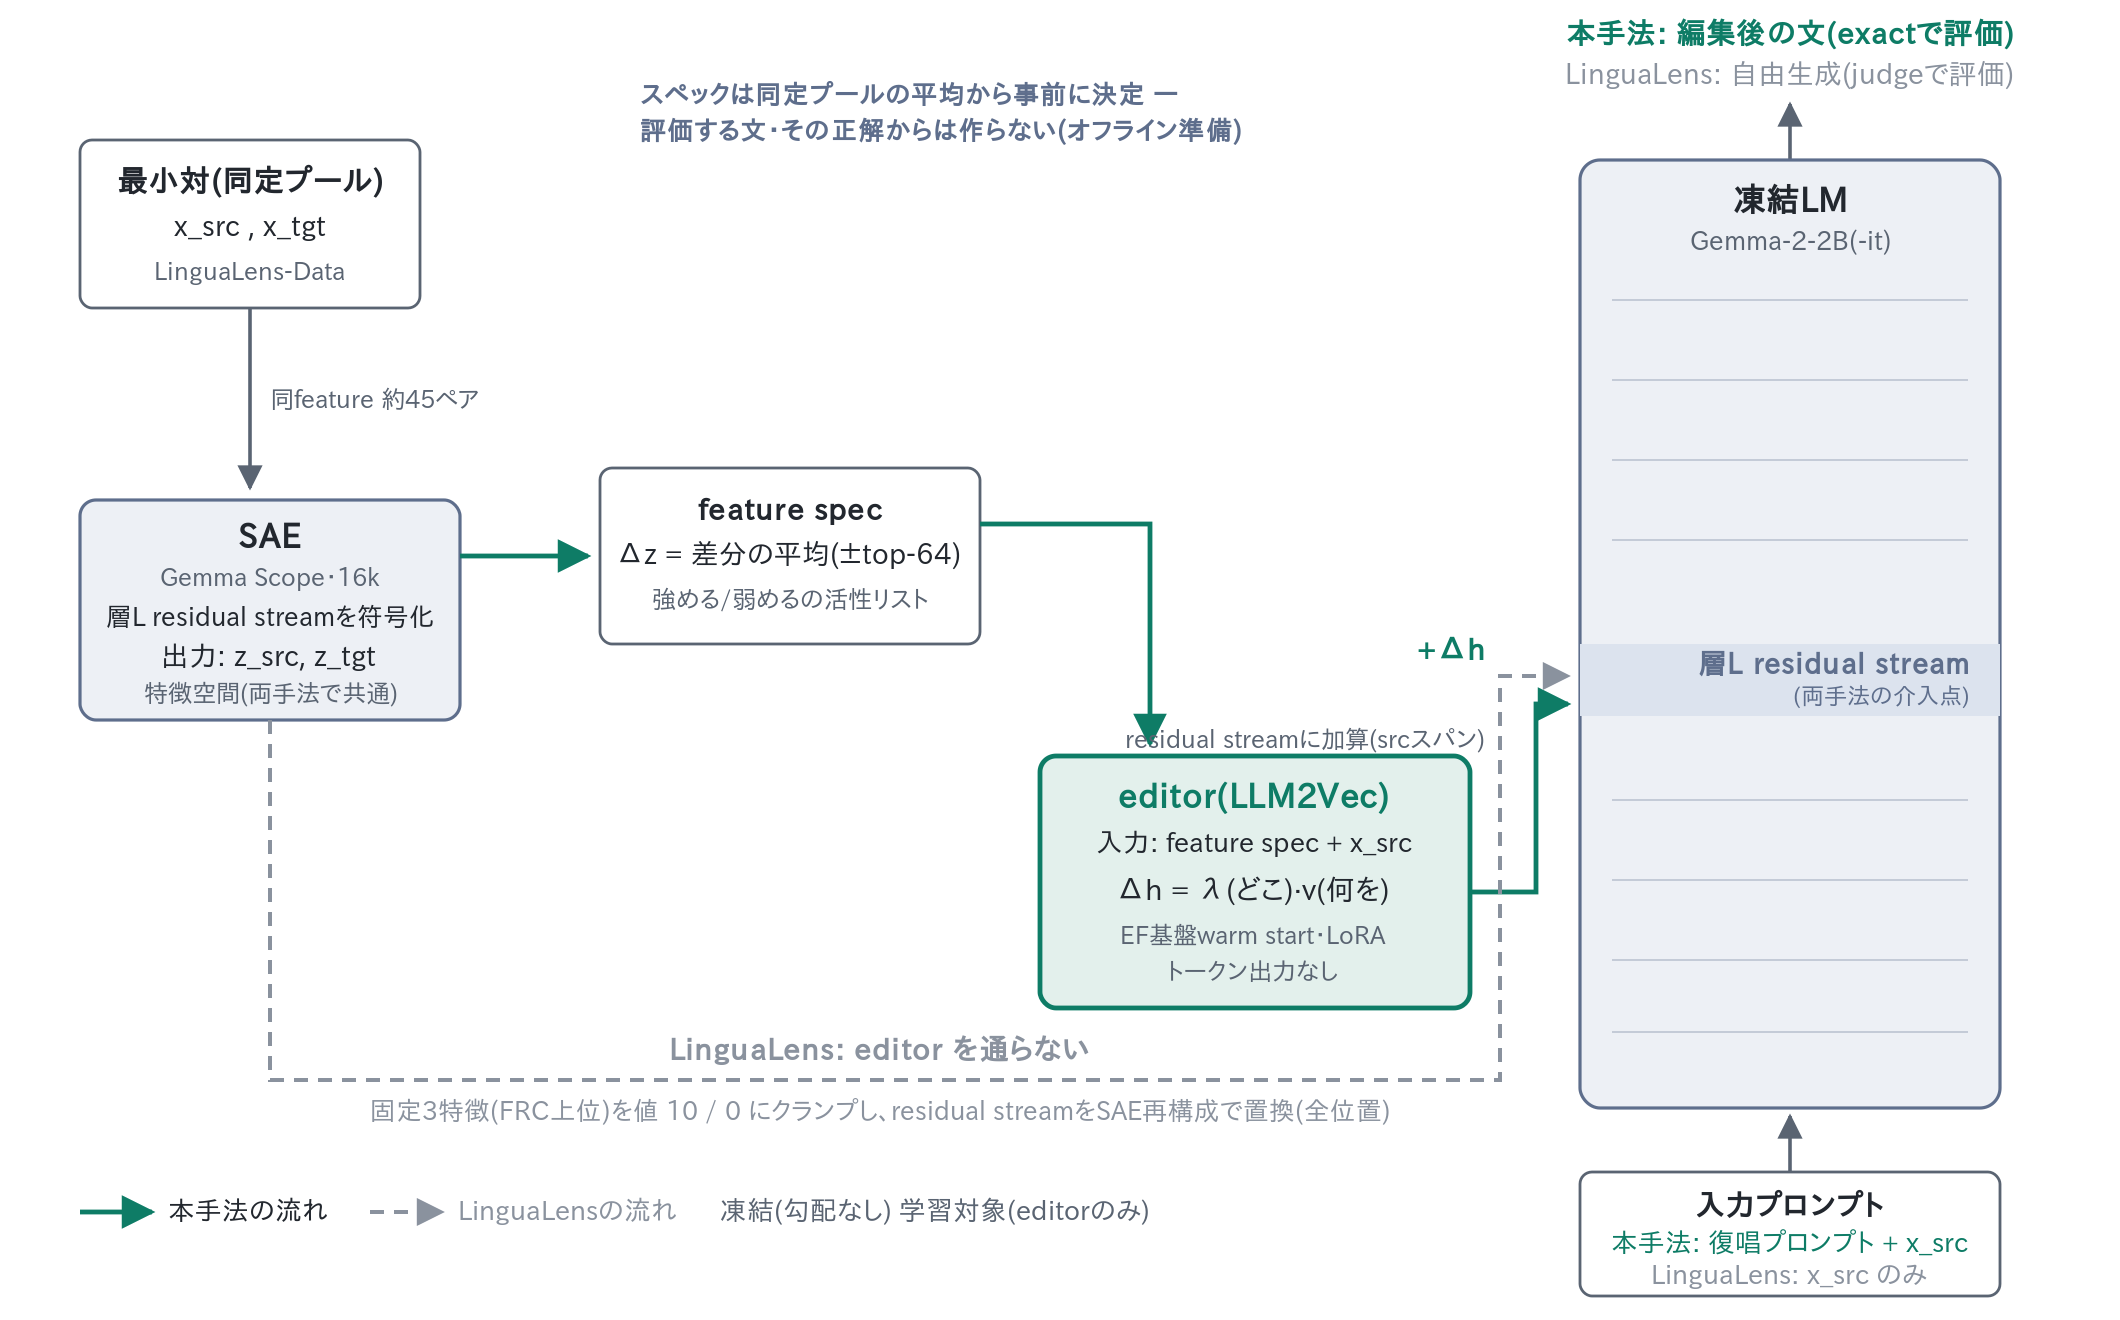 本手法: 編集後の文(exactで評価)
LinguaLens: 自由生成(judgeで評価)
スペックは同定プールの平均から事前に決定 ー
評価する文・その正解からは作らない(オフライン準備)
最小対(同定プール)
x_src , x_tgt
LinguaLens-Data
同feature 約45ペア
SAE
Gemma Scope・16k
層L residual streamを符号化
出力: z_src, z_tgt
特徴空間(両手法で共通)
feature spec
Δz = 差分の平均(±top-64)
強める/弱めるの活性リスト
+Δh
residual streamに加算(srcスパン)
editor(LLM2Vec)
入力: feature spec + x_src
Δh = λ(どこ)·v(何を)
EF基盤warm start・LoRA
トークン出力なし
LinguaLens: editor を通らない
固定3特徴(FRC上位)を値 10 / 0 にクランプし、residual streamをSAE再構成で置換(全位置)
凍結LM
Gemma-2-2B(-it)
層L residual stream
(両手法の介入点)
入力プロンプト
本手法: 復唱プロンプト + x_src
LinguaLens: x_src のみ
本手法の流れ
LinguaLensの流れ
凍結(勾配なし) 学習対象(editorのみ)